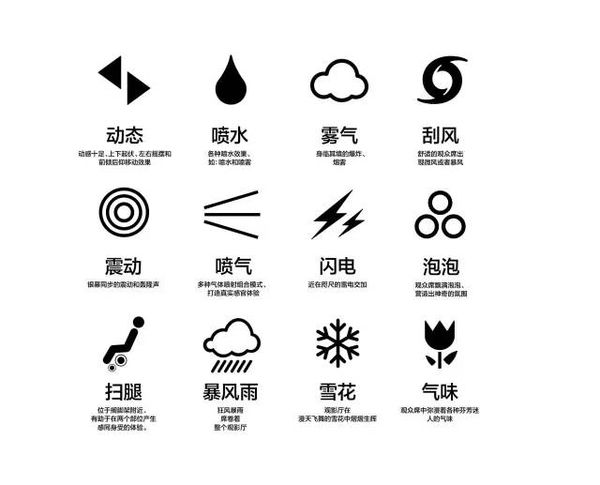 动态
动感十足、上下起伏、左右摇摆和
前倾后仰移动效果
喷水
各种喷水效果，
如：喷水和喷雾
雾气
身临其境的爆炸、
烟雾
刮风
舒适的观众席出
现微风或者暴风
震动
银幕同步的震动和轰隆声
喷气
多种气体喷射组合模式，
打造真实感官体验
闪电
近在咫尺的雷电交加
泡泡
观众席飘满泡泡、
营造出神奇的氛围
扫腿
位于搁脚架附近，
有助于在两个部位产生
感同身受的体验。
暴风雨
狂风暴雨
席卷着
整个观影厅
雪花
观影厅在
漫天飞舞的雪花中熠熠生辉
气味
观众席中弥漫着各种芬芳迷
人的气味